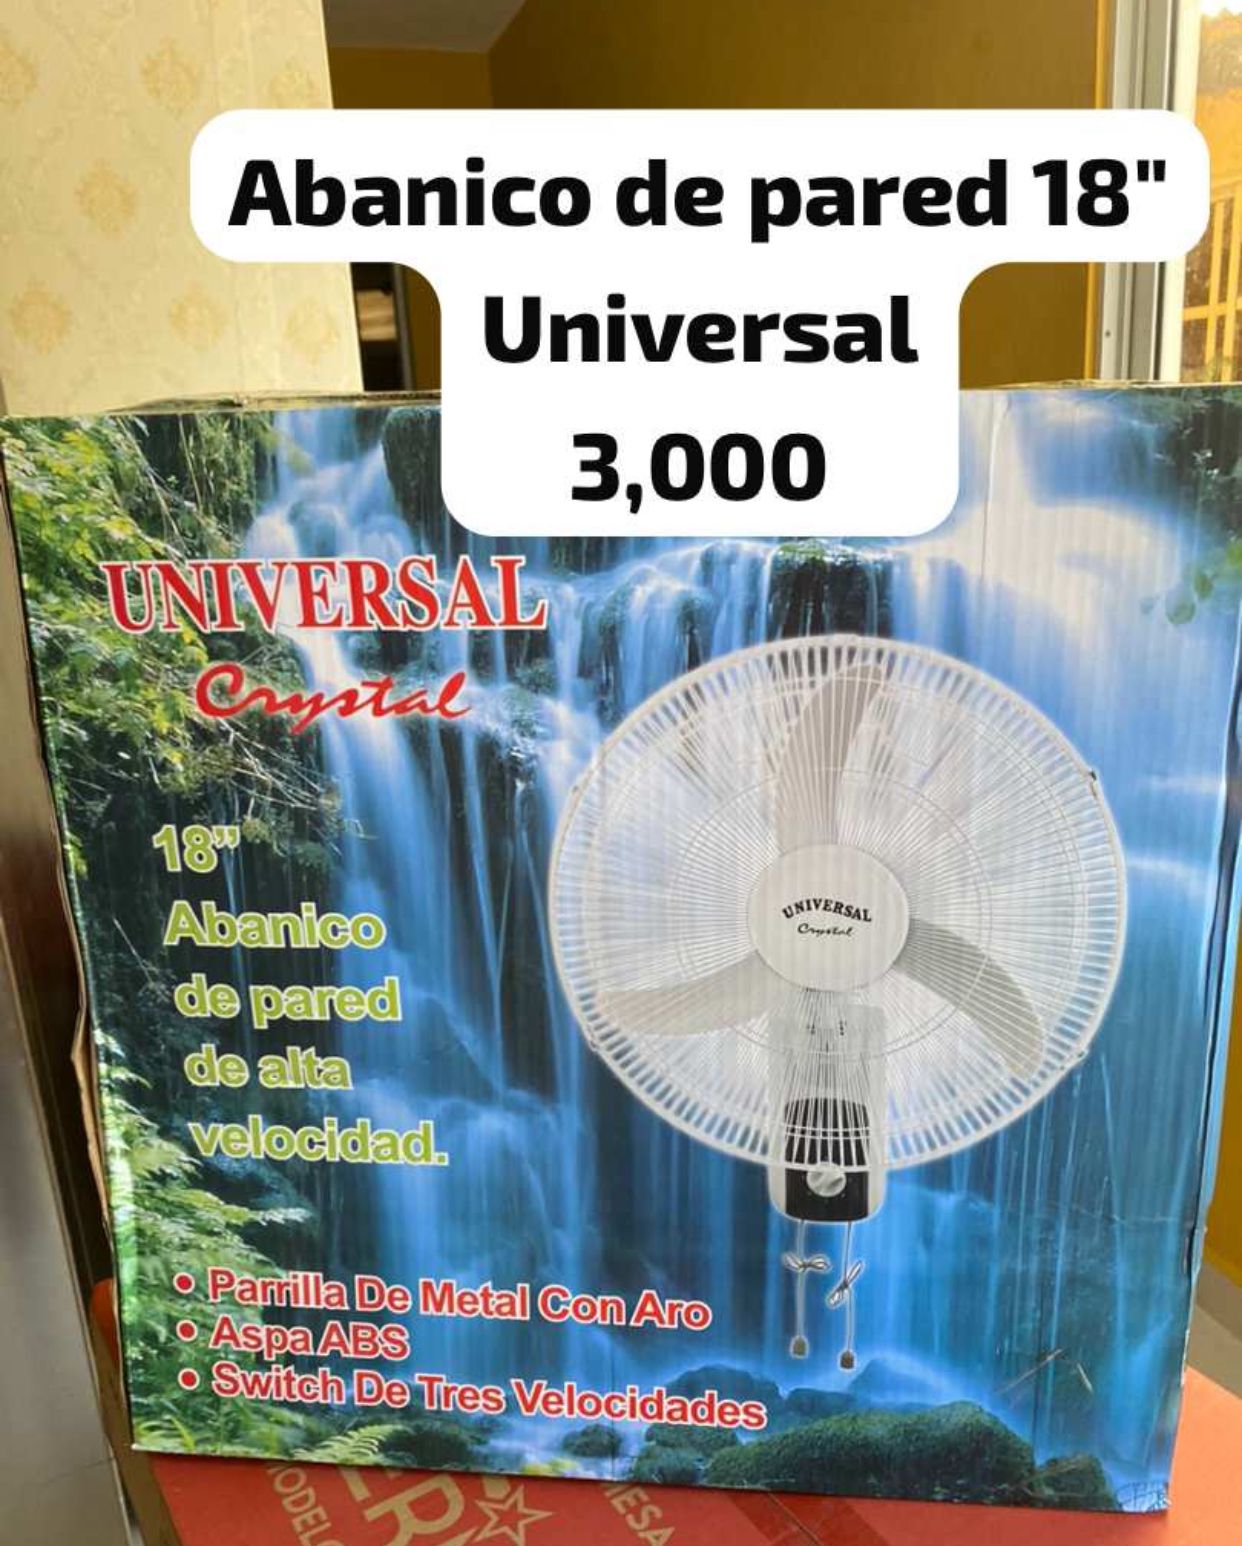 Abanico de pared 18"
Universal
3,000
UNIVERSAL
Crystal
18”
Abanico
de pared
de alta
velocidad.
UNIVERSAL
Crystal
• Parrilla De Metal Con Aro
• Aspa ABS
• Switch De Tres Velocidades